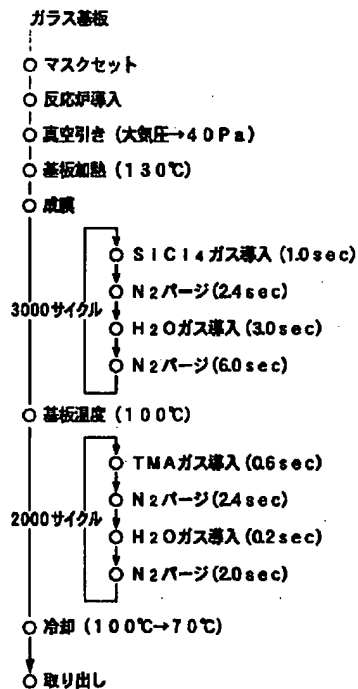 ガラス基板
マスクセット
反応炉導入
真空引き (大気圧→40Pa)
基板加熱 (130℃)
成膜
SiCl4ガス導入 (1.0sec)
N2パージ (2.4sec)
3000サイクル
H2Oガス導入 (3.0sec)
N2パージ (6.0sec)
基板温度 (100℃)
TMAガス導入 (0.6sec)
N2パージ (2.4sec)
2000サイクル
H2Oガス導入 (0.2sec)
N2パージ (2.0sec)
冷却 (100℃→70℃)
取り出し